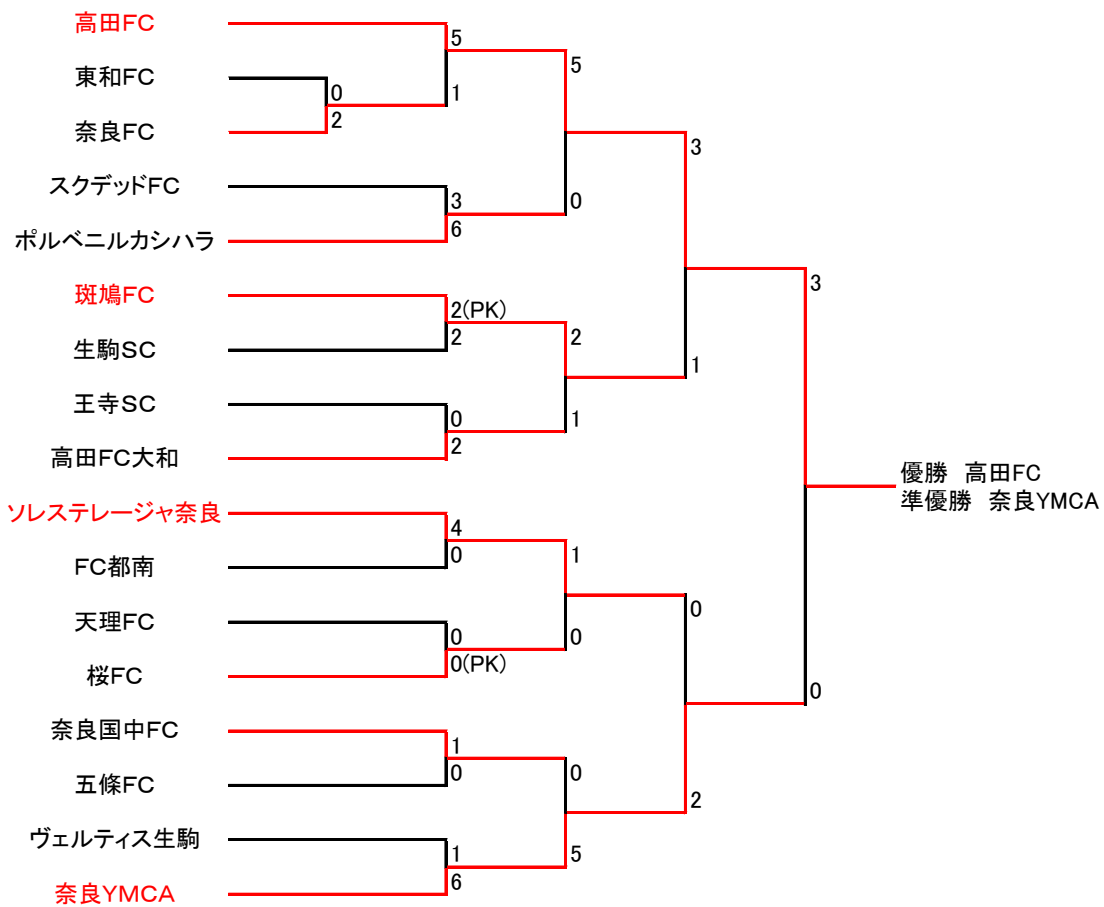 高田FC
5
5
東和FC
0
1
奈良FC
2
3
スクデッドFC
3
0
ポルベニルカシハラ
6
斑鳩FC
2(PK)
3
生駒SC
2
2
1
王寺SC
0
1
高田FC大和
2
優勝 高田FC
準優勝 奈良YMCA
ソレステレージャ奈良
4
FC都南
0
1
天理FC
0
0
0
桜FC
0(PK)
0
奈良国中FC
1
五條FC
0
0
2
ヴェルティス生駒
1
5
奈良YMCA
6